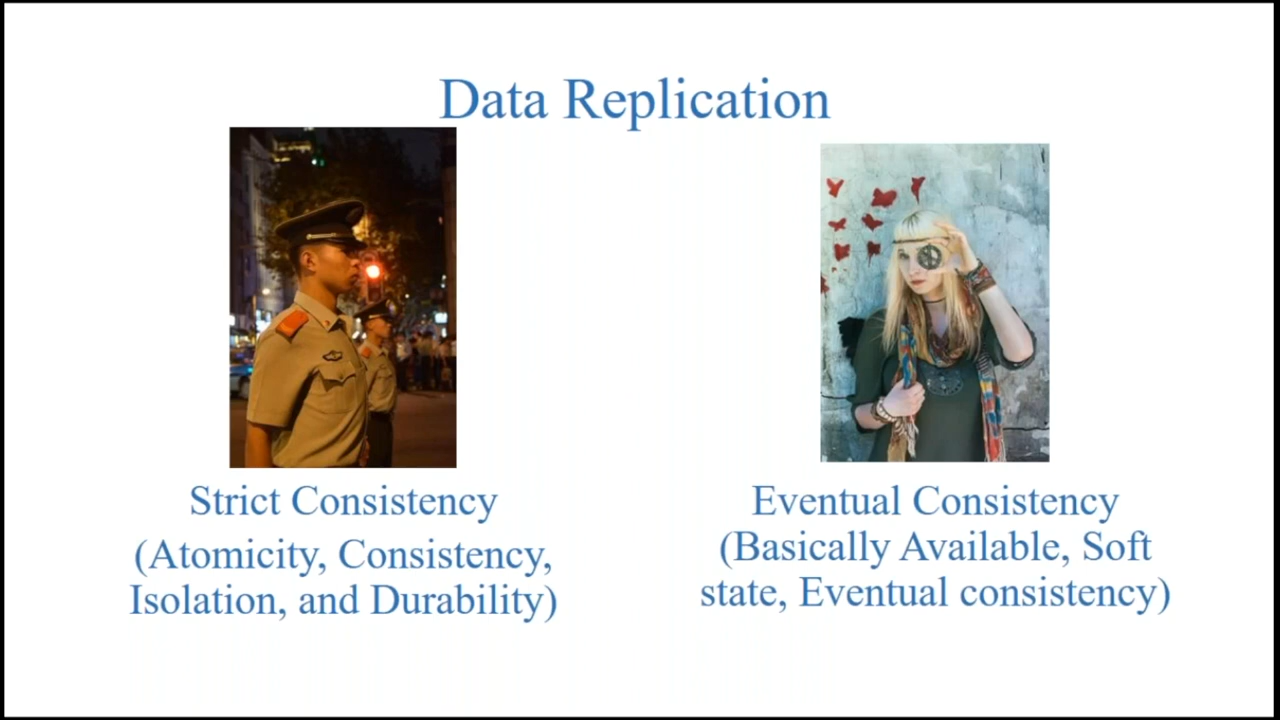 Data Replication
Strict Consistency
(Atomicity, Consistency,
Isolation, and Durability)
Eventual Consistency
(Basically Available, Soft
state, Eventual consistency)